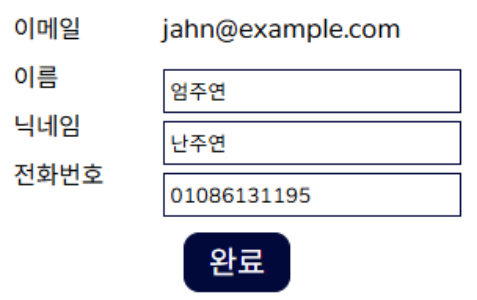 이메일 jahn@example.com
이름 엄주연
닉네임 난주연
전화번호 01086131195
완료